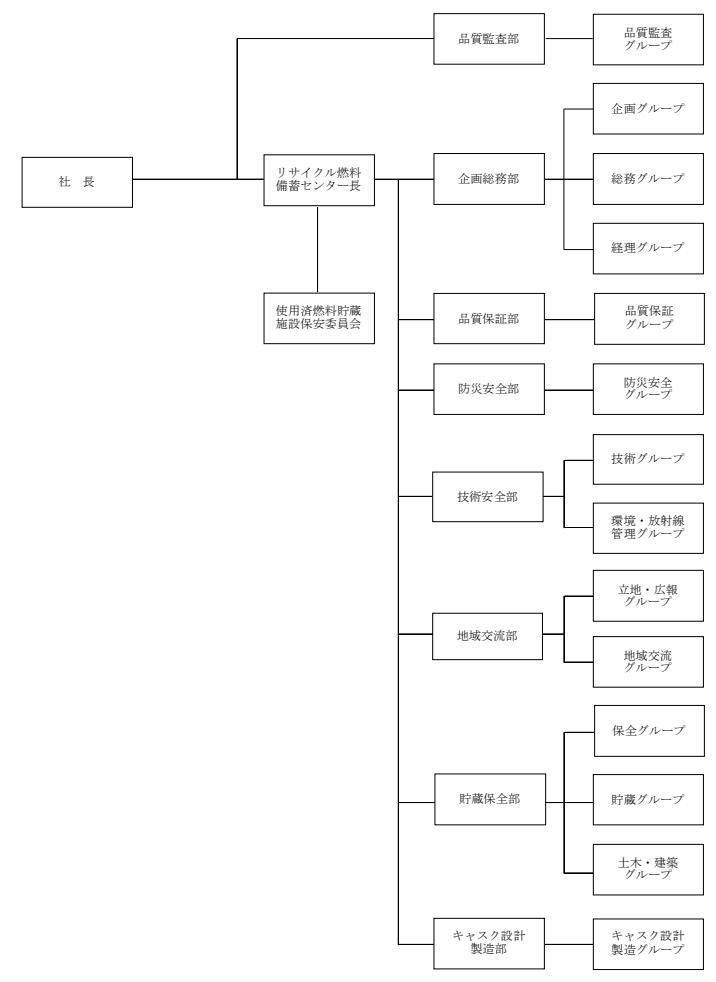 品質監査部
品質監査
グループ
企画グループ
社　長
リサイクル燃料
備蓄センター長
企画総務部
総務グループ
経理グループ
使用済燃料貯蔵
施設保安委員会
品質保証部
品質保証
グループ
防災安全部
防災安全
グループ
技術安全部
技術グループ
環境・放射線
管理グループ
地域交流部
立地・広報
グループ
地域交流
グループ
貯蔵保全部
保全グループ
貯蔵グループ
土木・建築
グループ
キャスク設計
製造部
キャスク設計
製造グループ